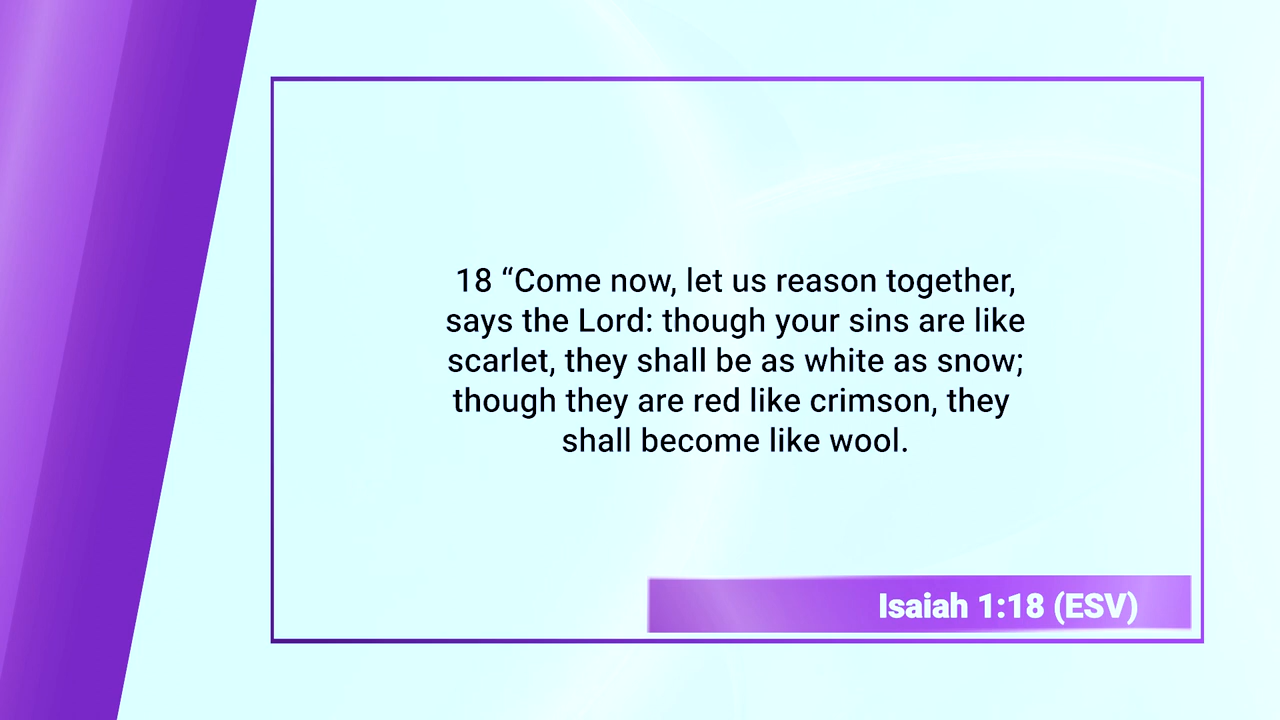 18 “Come now, let us reason together,
says the Lord: though your sins are like
scarlet, they shall be as white as snow;
though they are red like crimson, they
shall become like wool.
Isaiah 1:18 (ESV)